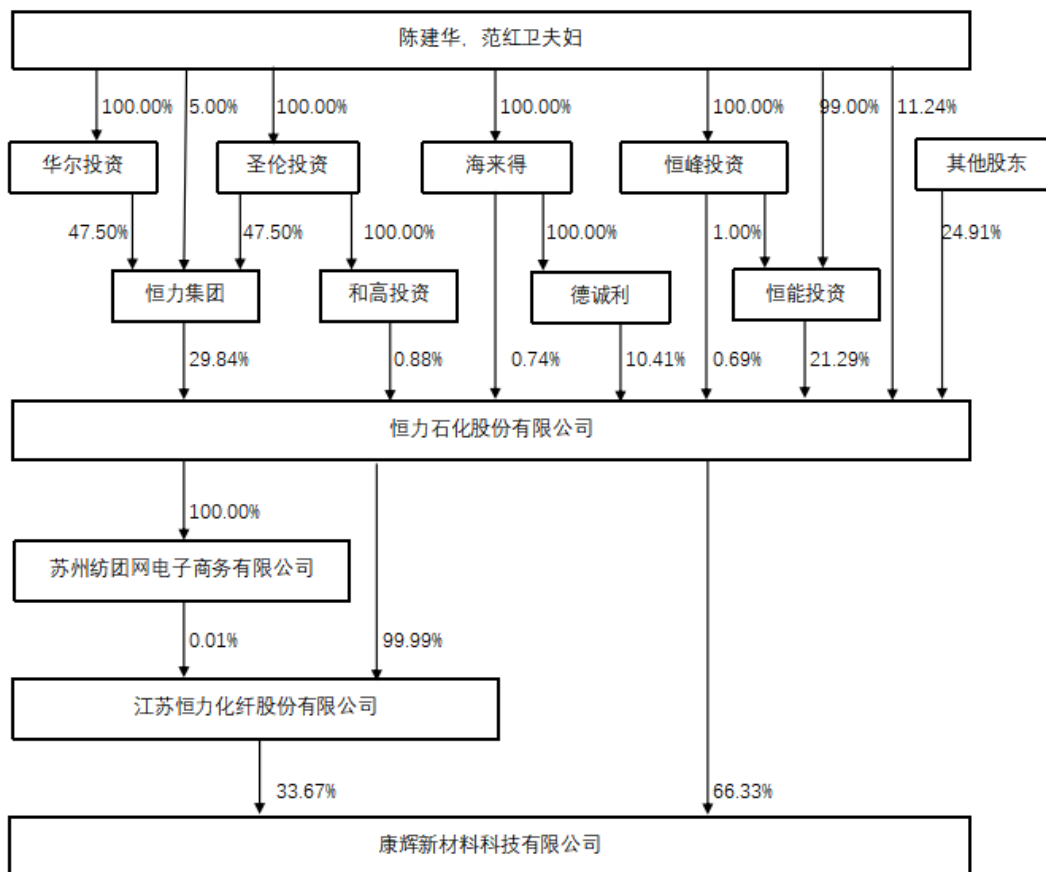 陈建华，范红卫夫妇
100.00%
5.00%
100.00%
100.00%
100.00%
99.00%
11.24%
华尔投资
圣伦投资
海来得
恒峰投资
其他股东
47.50%
47.50%
100.00%
100.00%
1.00%
24.91%
恒力集团
和高投资
德诚利
恒能投资
29.84%
0.88%
0.74%
10.41%
0.69%
21.29%
恒力石化股份有限公司
100.00%
苏州纺团网电子商务有限公司
0.01%
99.99%
江苏恒力化纤股份有限公司
33.67%
66.33%
康辉新材料科技有限公司